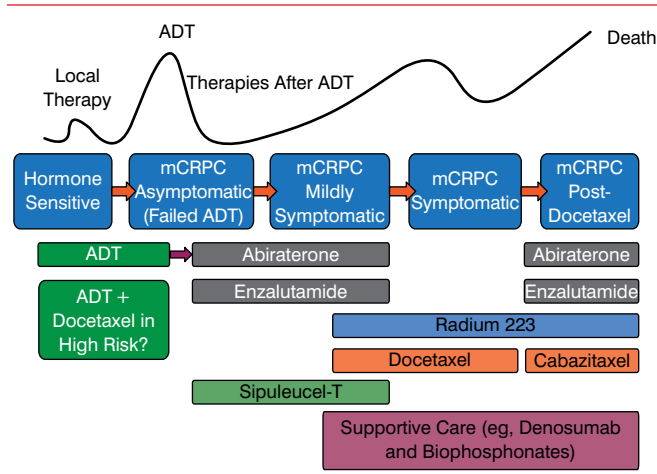 ADT
Death
Local
Therapy
Therapies After ADT
Hormone
Sensitive
mCRPC
Asymptomatic
(Failed ADT)
mCRPC
Mildly
Symptomatic
mCRPC
Symptomatic
mCRPC
Post-
Docetaxel
ADT
Abiraterone
Abiraterone
Enzalutamide
Enzalutamide
ADT +
Docetaxel in
High Risk?
Radium 223
Docetaxel
Cabazitaxel
Sipuleucel-T
Supportive Care (eg, Denosumab
and Biophosphonates)